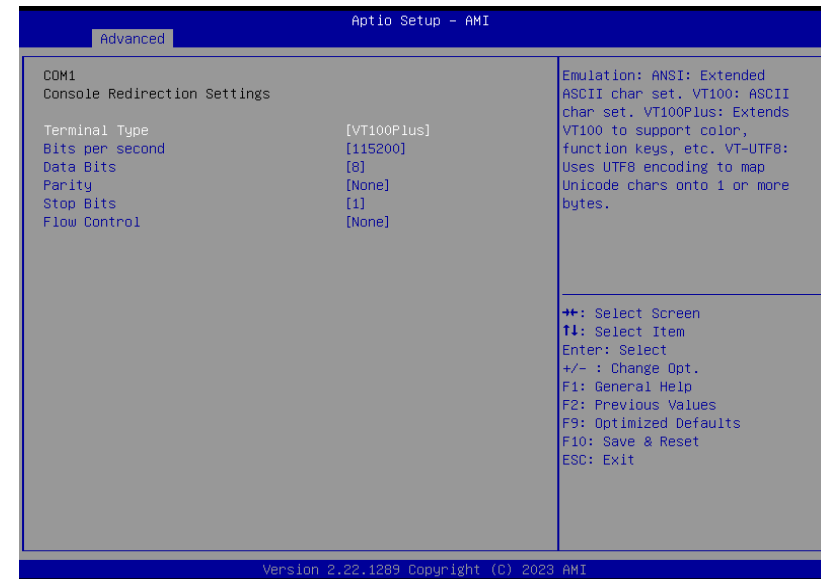 Aptio Setup – AMI
Advanced
COM1
Console Redirection Settings
Terminal Type [VT100Plus]
Bits per second [115200]
Data Bits [8]
Parity [None]
Stop Bits [1]
Flow Control [None]
Emulation: ANSI: Extended
ASCII char set. VT100: ASCII
char set. VT100Plus: Extends
VT100 to support color,
function keys, etc. VT-UTF8:
Uses UTF8 encoding to map
Unicode chars onto 1 or more
bytes.
→←: Select Screen
↑↓: Select Item
Enter: Select
+/- : Change Opt.
F1: General Help
F2: Previous Values
F9: Optimized Defaults
F10: Save & Reset
ESC: Exit
Version 2.22.1289 Copyright (C) 2023 AMI